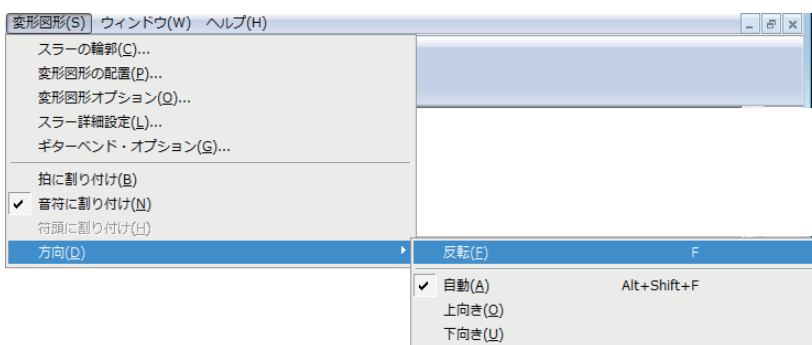 変形図形(S) ウィンドウ(W) ヘルプ(H)
スラーの輪郭(C)...
変形図形の配置(P)...
変形図形オプション(O)...
スラー詳細設定(L)...
ギターベンド・オプション(G)...
拍に割り付け(B)
音符に割り付け(N)
符頭に割り付け(H)
方向(D)
反転(F) F
自動(A) Alt+Shift+F
上向き(O)
下向き(U)